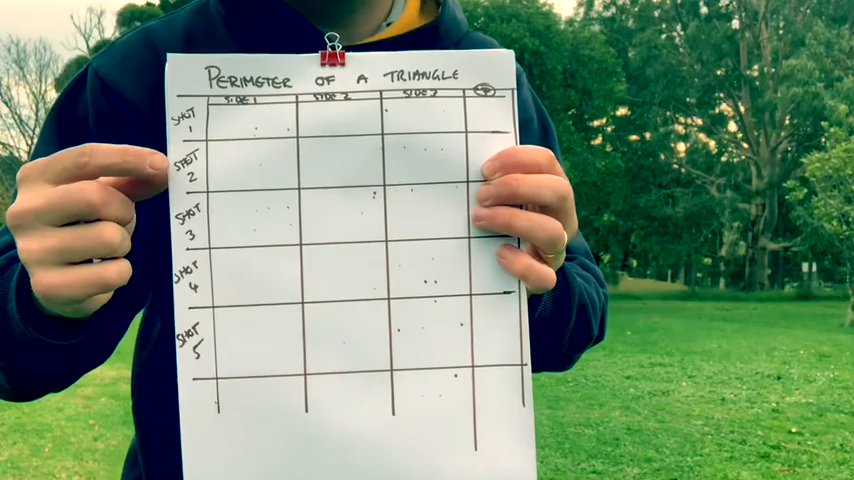 PERIMETER OF A TRIANGLE
SIDE 1 SIDE 2 SIDE 3 P
SHOT 1
SHOT 2
SHOT 3
SHOT 4
SHOT 5